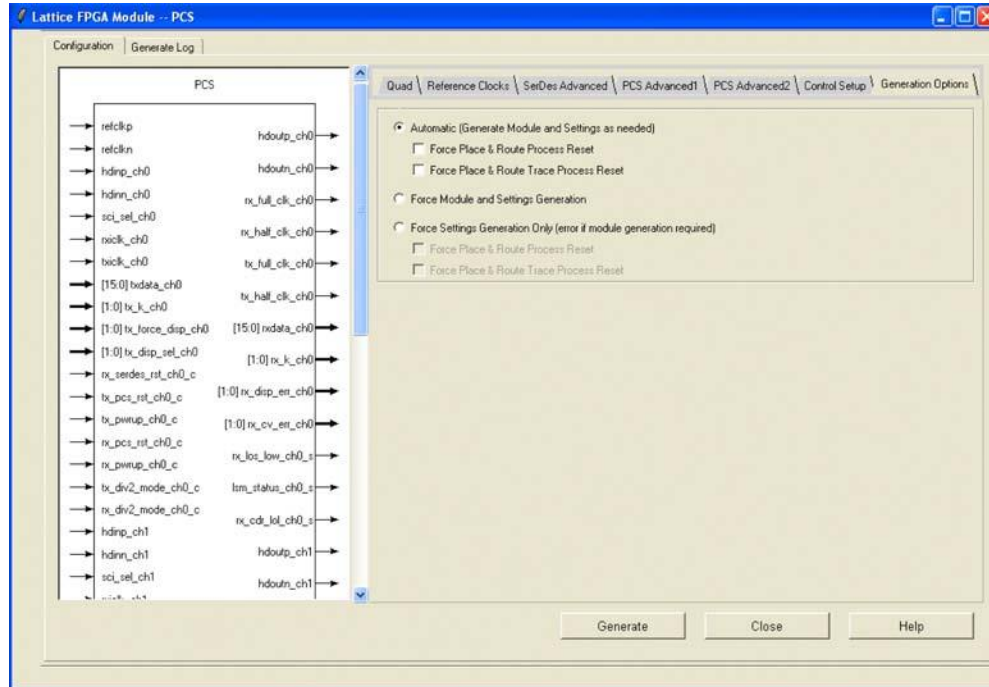 Lattice FPGA Module -- PCS
Configuration
Generate Log
PCS
refclkp
refclkn
hdinp_ch0
hdinn_ch0
sci_sel_ch0
rxiclk_ch0
txiclk_ch0
[15:0] txdata_ch0
[1:0] tx_k_ch0
[1:0] tx_force_disp_ch0
[1:0] tx_disp_sel_ch0
rx_serdes_rst_ch0_c
tx_pcs_rst_ch0_c
tx_pwrup_ch0_c
rx_pcs_rst_ch0_c
rx_pwrup_ch0_c
tx_div2_mode_ch0_c
rx_div2_mode_ch0_c
hdinp_ch1
hdinn_ch1
sci_sel_ch1
hdoutp_ch0
hdoutn_ch0
rx_full_clk_ch0
rx_half_clk_ch0
tx_full_clk_ch0
tx_half_clk_ch0
[15:0] rxdata_ch0
[1:0] rx_k_ch0
[1:0] rx_disp_err_ch0
[1:0] rx_cv_err_ch0
rx_los_low_ch0_s
lsm_status_ch0_s
rx_cdr_lol_ch0_s
hdoutp_ch1
hdoutn_ch1
Quad \ Reference Clocks \ SerDes Advanced \ PCS Advanced1 \ PCS Advanced2 \ Control Setup \ Generation Options \
Automatic (Generate Module and Settings as needed)
Force Place & Route Process Reset
Force Place & Route Trace Process Reset
Force Module and Settings Generation
Force Settings Generation Only (error if module generation required)
Force Place & Route Process Reset
Force Place & Route Trace Process Reset
Generate
Close
Help